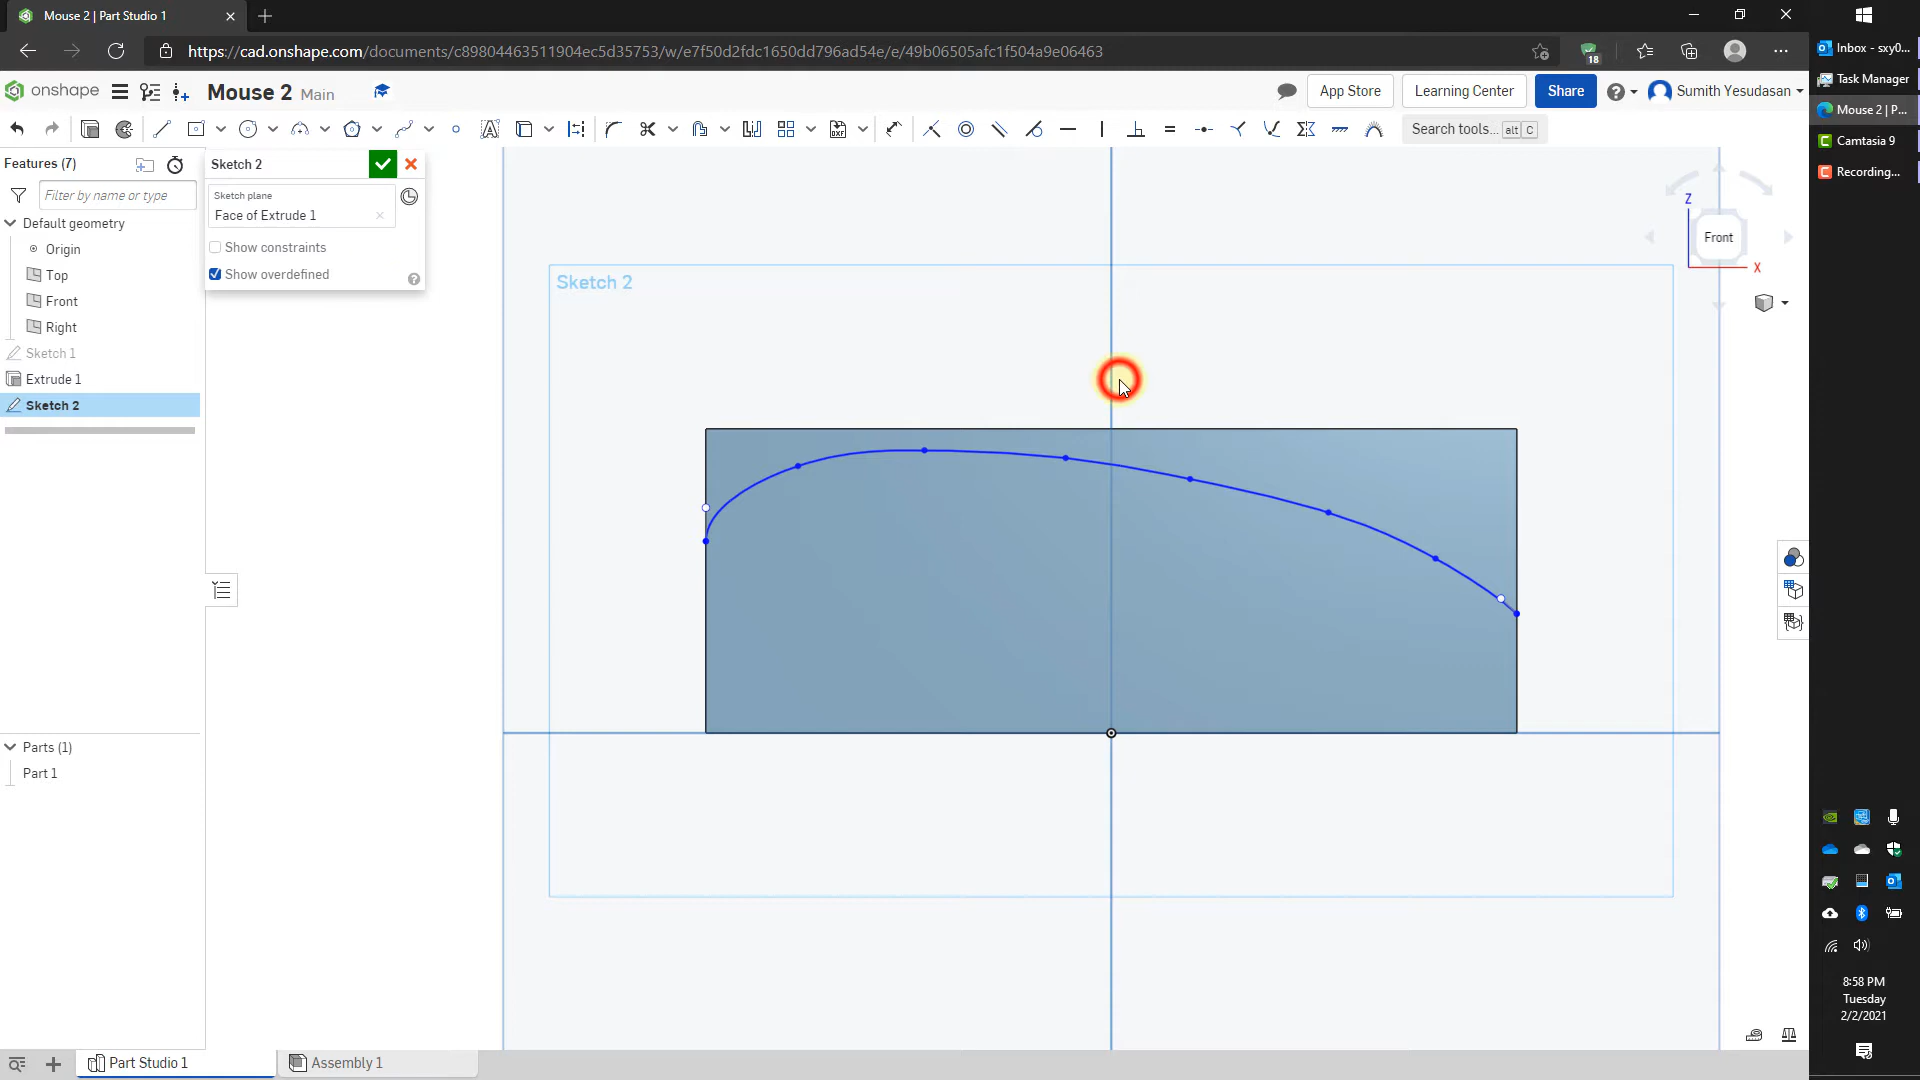 Mouse 2 | Part Studio 1
https://cad.onshape.com/documents/c89804463511904ec5d35753/w/e7f50d2fdc1650dd796ad54e/e/49b06505afc1f504a9e06463
18
onshape
Mouse 2 Main
App Store
Learning Center
Share
Sumith Yesudasan
Search tools... alt C
Features (7)
Filter by name or type
Default geometry
Origin
Top
Front
Right
Sketch 1
Extrude 1
Sketch 2
Parts (1)
Part 1
Sketch 2
Sketch plane
Face of Extrude 1
Show constraints
Show overdefined
Sketch 2
Z
Front
X
Part Studio 1
Assembly 1
Inbox - sxy0...
Task Manager
Mouse 2 | P...
Camtasia 9
Recording...
8:58 PM
Tuesday
2/2/2021